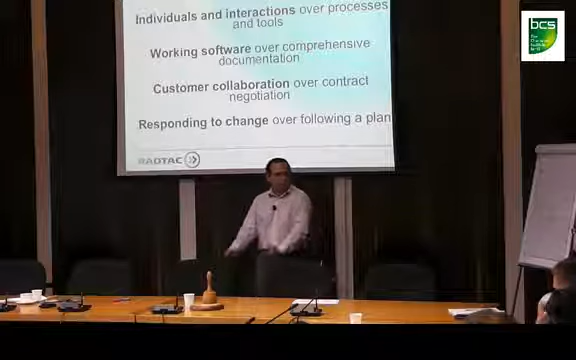 Individuals and interactions over processes
and tools
Working software over comprehensive
documentation
Customer collaboration over contract
negotiation
Responding to change over following a plan
RADTAC
bcs